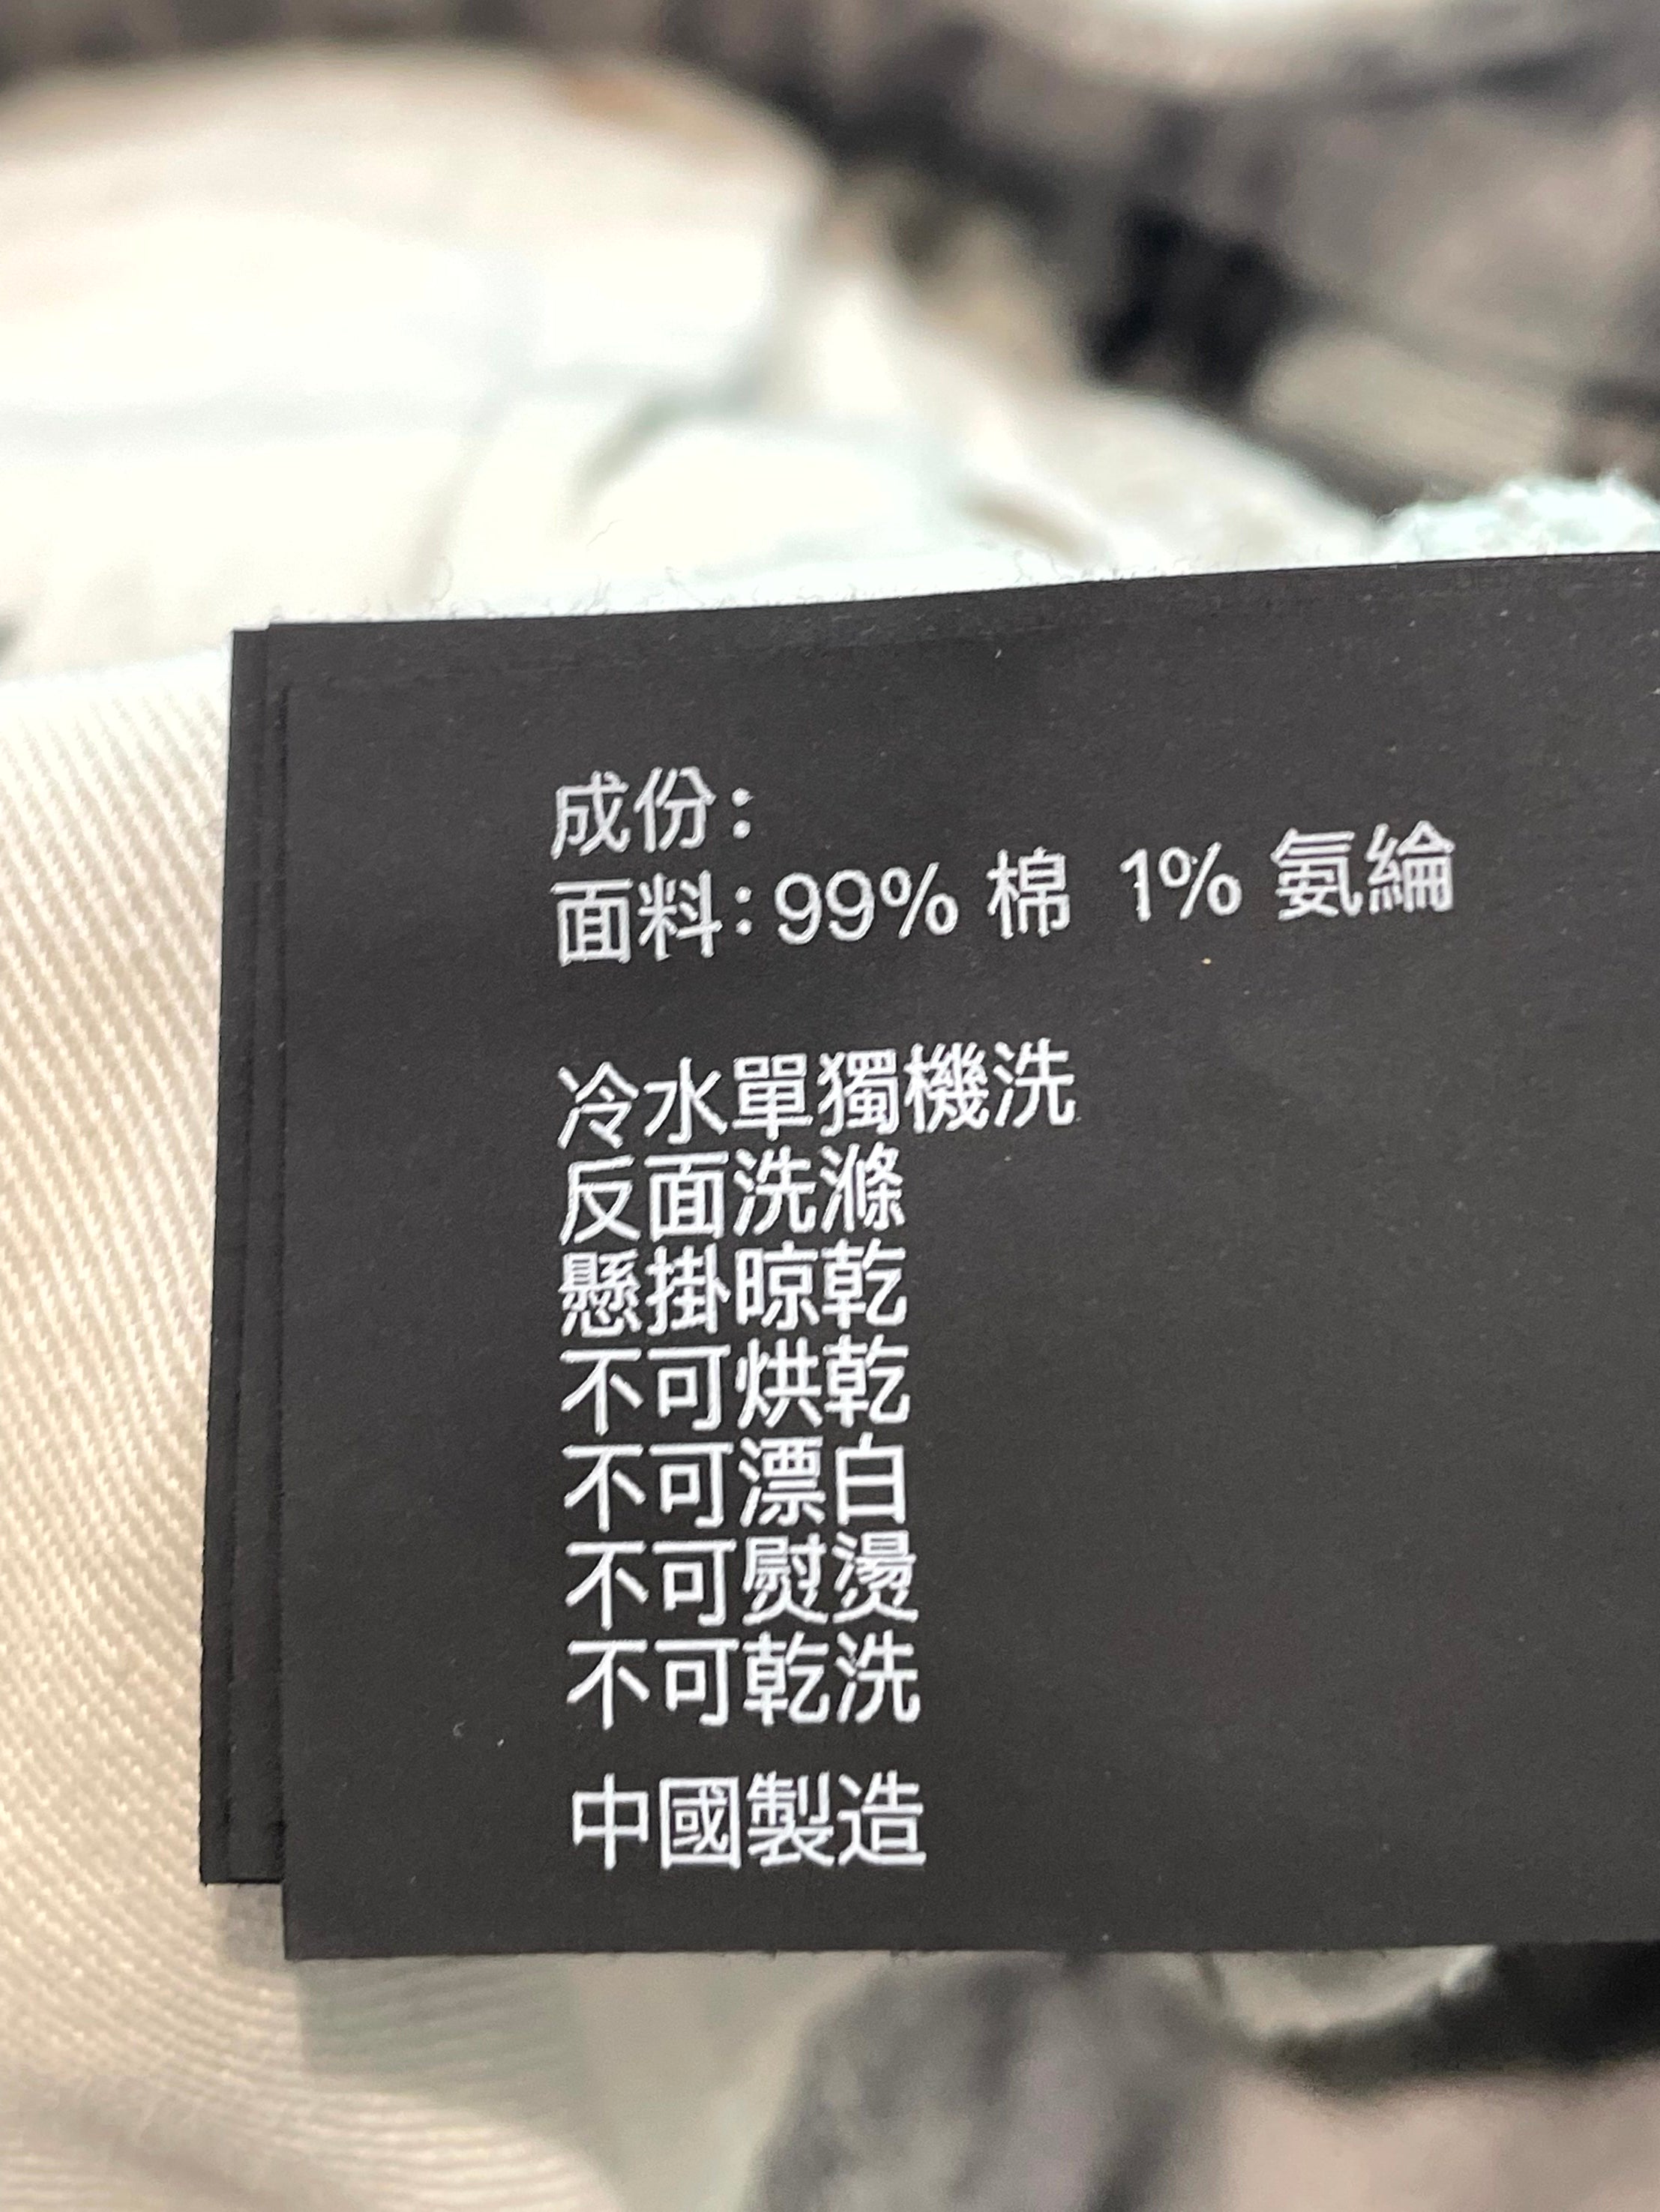 成份：
面料：99% 棉 1% 氨綸
冷水單獨機洗
反面洗滌
懸掛晾乾
不可烘乾
不可漂白
不可熨燙
不可乾洗
中國製造